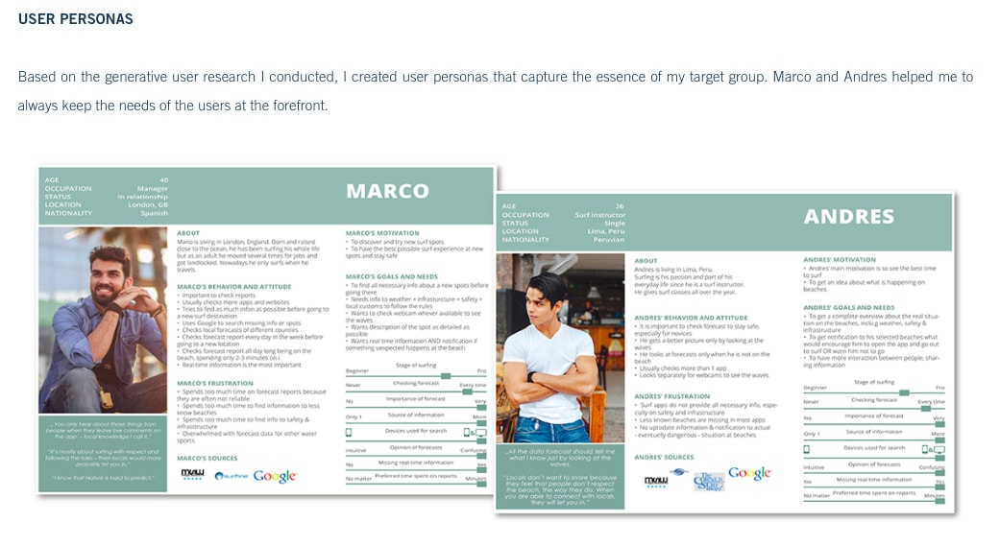 USER PERSONAS
Based on the generative user research I conducted, I created user personas that capture the essence of my target group. Marco and Andres helped me to
always keep the needs of the users at the forefront.
AGE 40
OCCUPATION Manager
STATUS In relationship
LOCATION London, GB
NATIONALITY Spanish
MARCO
ABOUT
Marco is living in London, England. Born and raised
close to the ocean, he has been surfing his whole life
but as an adult he moved several times for jobs and
got landlocked. Nowadays he only surfs when he
travels.
MARCO'S BEHAVIOR AND ATTITUDE
• Important to check reports
• Usually checks more apps and websites
• Tries to find as much infos as possible before going to
a new surf destination
• Uses Google to search missing info or spots
• Checks local forecasts of different counties
• Checks forecast report every day in the week before
going to a new location
• Checks forecast report all day long being on the
beach, spending only 2-3 minutes on i
• Real-time information is the most important
MARCO'S FRUSTRATION
• Spends too much time on forecast reports because
they are often not reliable
• Spends too much time to find information to less
know beaches
• Spends too much time to find info to safety &
infrastructure
• Overwhelmed with forecast data for other water
sports
MARCO'S SOURCES
Google
MARCO'S MOTIVATION
• To discover and try new surf spots
• To have the best possible surf experience at new
spots and stay safe
MARCO'S GOALS AND NEEDS
• To find all necessary info about a new spots before
going there
• Needs info to weather + infrsturcture + safety +
local customs to follow the rules
• Wants to check webcam whever available to see
the waves
• Wants description of the spot as detailed as
possible
• Wants real time information AND notification if
something unexpected happens at the beach
Stage of surfing
Beginner Pro
Checking forecast
Never Every time
Importance of forecast
No Very
Source of information
Only 1 More
Devices used for search
Opinion of forecasts
Intuitive Confusing
Missing real-time information
No Yes
Preferred time spent on reports
No matter Minutes
„ You only hear about those things from
people when they leave live comments on
the app - local knowledge I call it."
"It's mostly about surfing with respect and
following the rules - then locals would more
probably let you in."
"I know that Nature is hard to predict."
AGE 26
OCCUPATION Surf instructor
STATUS Single
LOCATION Lima, Peru
NATIONALITY Peruvian
ANDRES
ABOUT
Andres is living in Lima, Peru.
Surfing is his passion and part of his
everyday life since he is a surf instructor.
He gives surf classes all over the year.
ANDRES' BEHAVIOR AND ATTITUDE
• It is important to check forecast to stay safe,
especially for novices
• He gets a better picture only by looking at the
waves
• He looks at forecasts only when he is not on the
beach
• Usually checks more than 1 app
• Looks separately for webcams to see the waves
ANDRES' FRUSTRATION
• Surf apps do not provide all necessary info, espe-
cially on safety and infrastructure
• Less known beaches are missing in most apps
• No uptodate information & notification to actual
- eventuelly dangerous - situation at beaches
ANDRES' SOURCES
Google
ANDRES' MOTIVATION
• Andres' main motivation is to see the best time
to surf
• To get an idea about what is happening on
beaches
ANDRES' GOALS AND NEEDS
• To get a complete overview about the real situa-
tion on the beaches, includ weather, safety &
infrastructure
• To get notification to his selected beaches what
would encourage him to open the app and go out
to surf OR warn him not to go
• To have more interaction between people, shar-
ing information
Stage of surfing
Beginner Pro
Checking forecast
Never Every time
Importance of forecast
No Very
Source of information
Only 1 More
Devices used for search
Opinion of forecasts
Intuitive Confusing
Missing real-time information
No Yes
Preferred time spent on reports
No matter Minutes
„All the data forecast should tell me
what I know just by looking at the
waves.
"Locals don't want to share because
they feel that people don't respect
the beach, the way they do. When
you are able to connect with locals,
they will let you in."